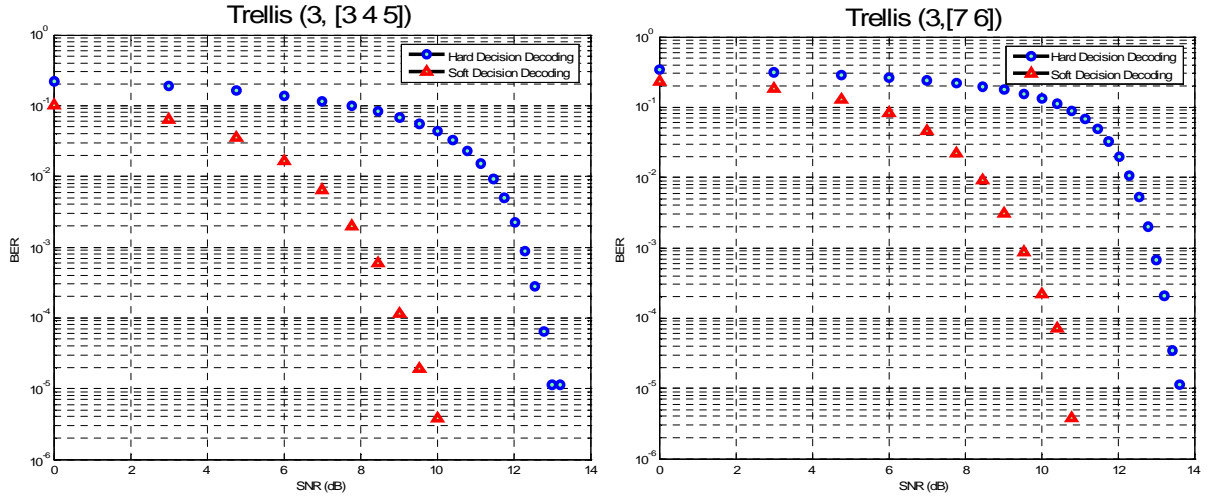 Trellis (3, [3 4 5])
Hard Decision Decoding
Soft Decision Decoding
BER
10^0
10^-1
10^-2
10^-3
10^-4
10^-5
10^-6
0 2 4 6 8 10 12 14
SNR (dB)
Trellis (3,[7 6])
Hard Decision Decoding
Soft Decision Decoding
BER
10^0
10^-1
10^-2
10^-3
10^-4
10^-5
10^-6
0 2 4 6 8 10 12 14
SNR (dB)